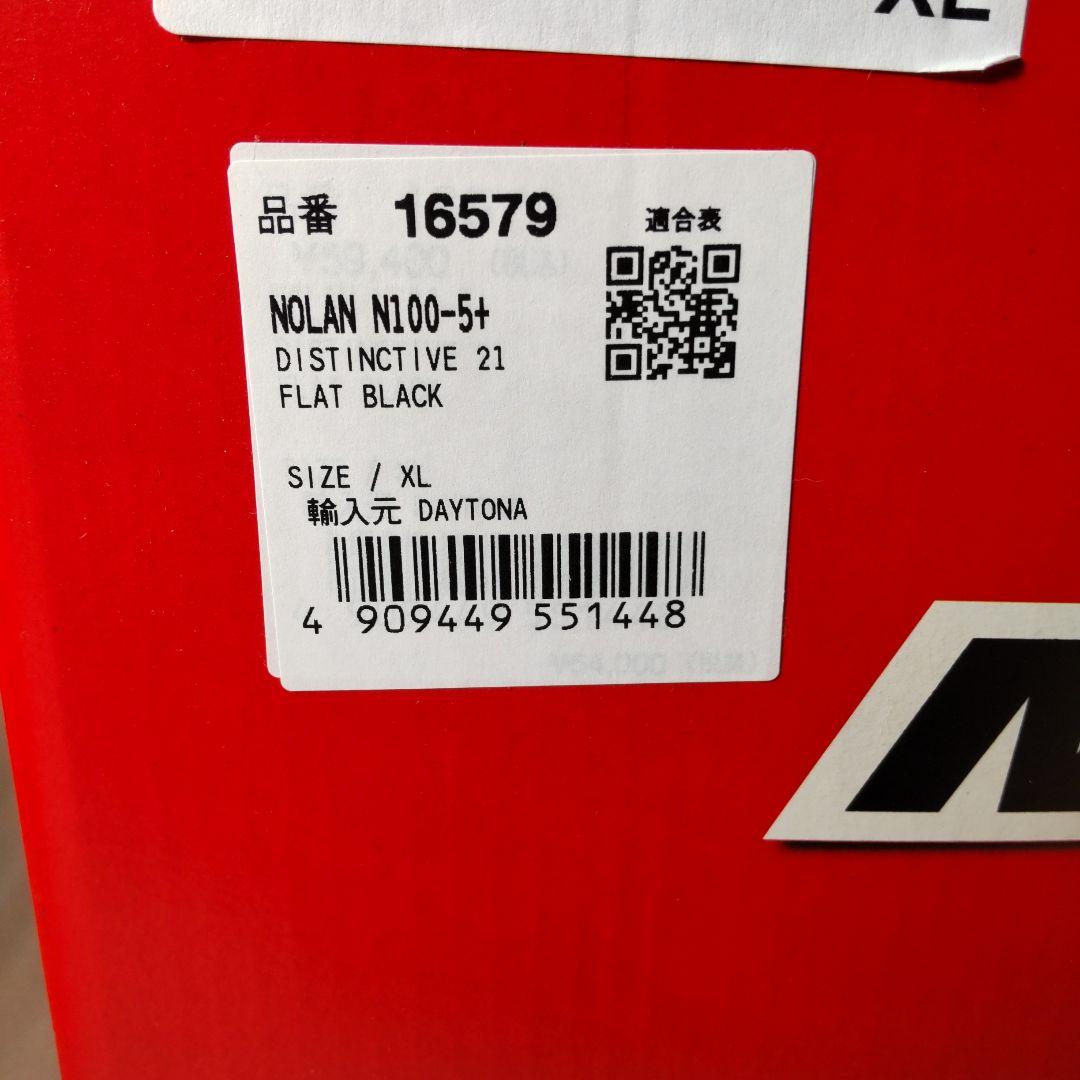 XL
品番 16579
適合表
NOLAN N100-5+
DISTINCTIVE 21
FLAT BLACK
SIZE / XL
輸入元 DAYTONA
4 909449 551448